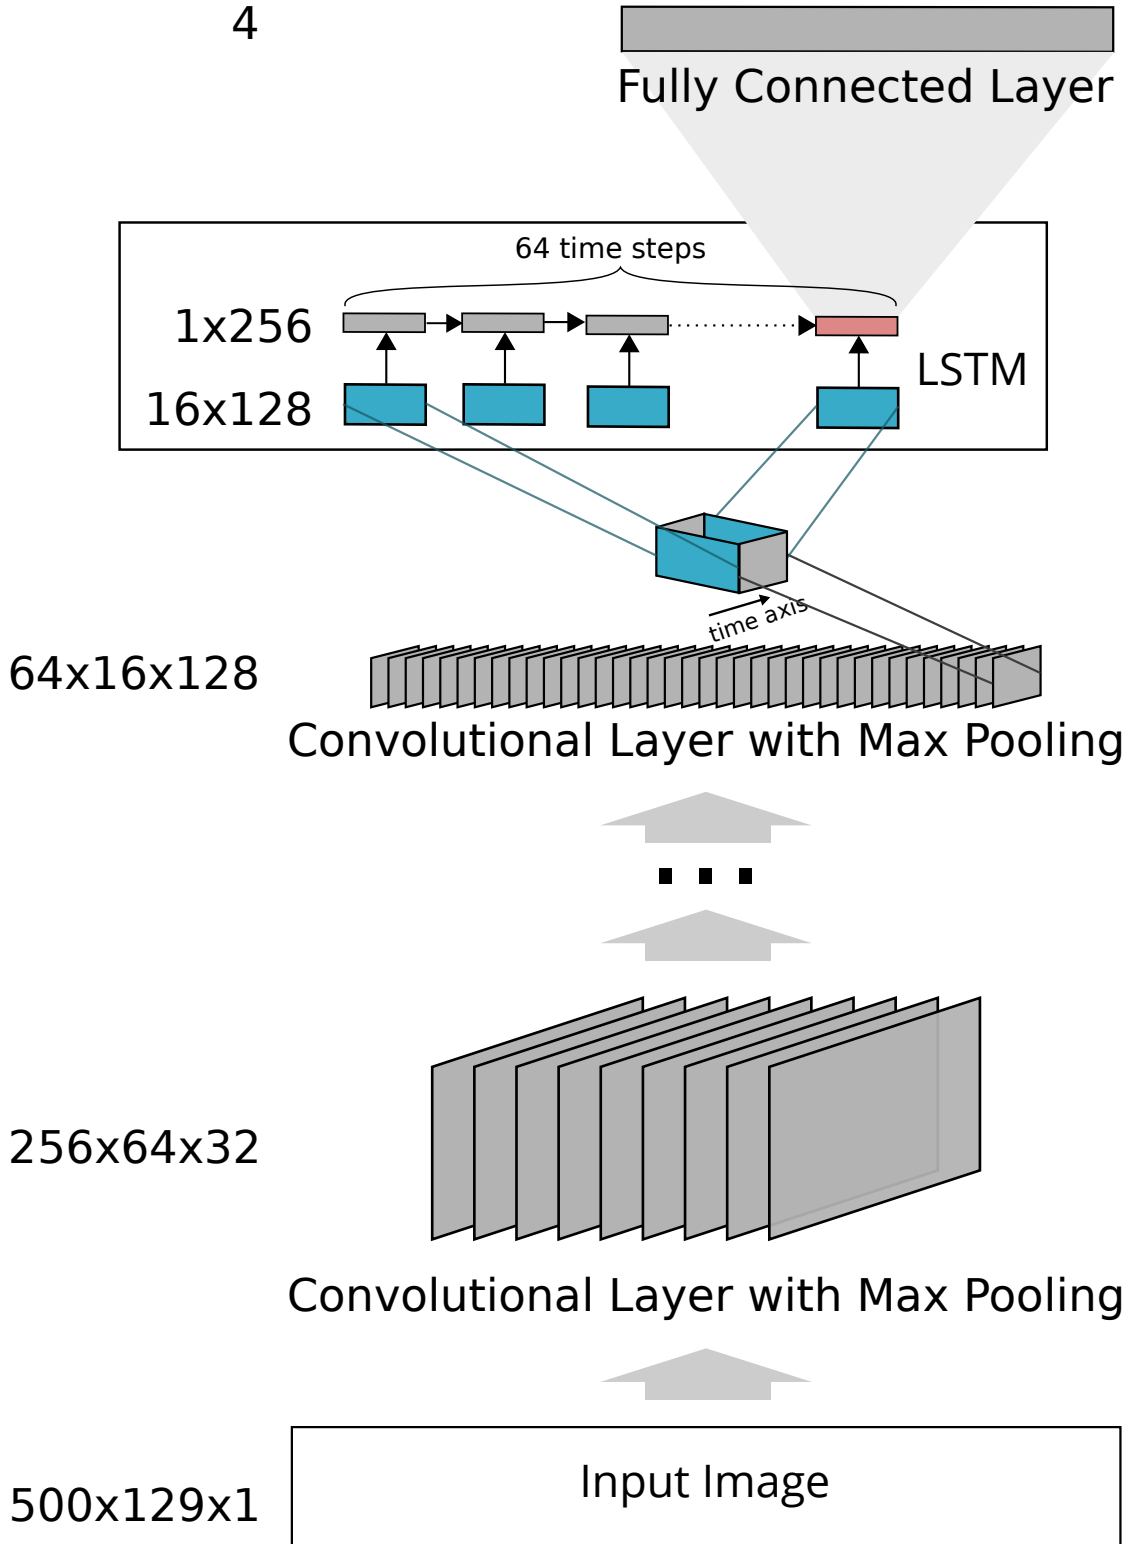 4
Fully Connected Layer
64 time steps
1x256
LSTM
16x128
time axis
64x16x128
Convolutional Layer with Max Pooling
256x64x32
Convolutional Layer with Max Pooling
Input Image
500x129x1